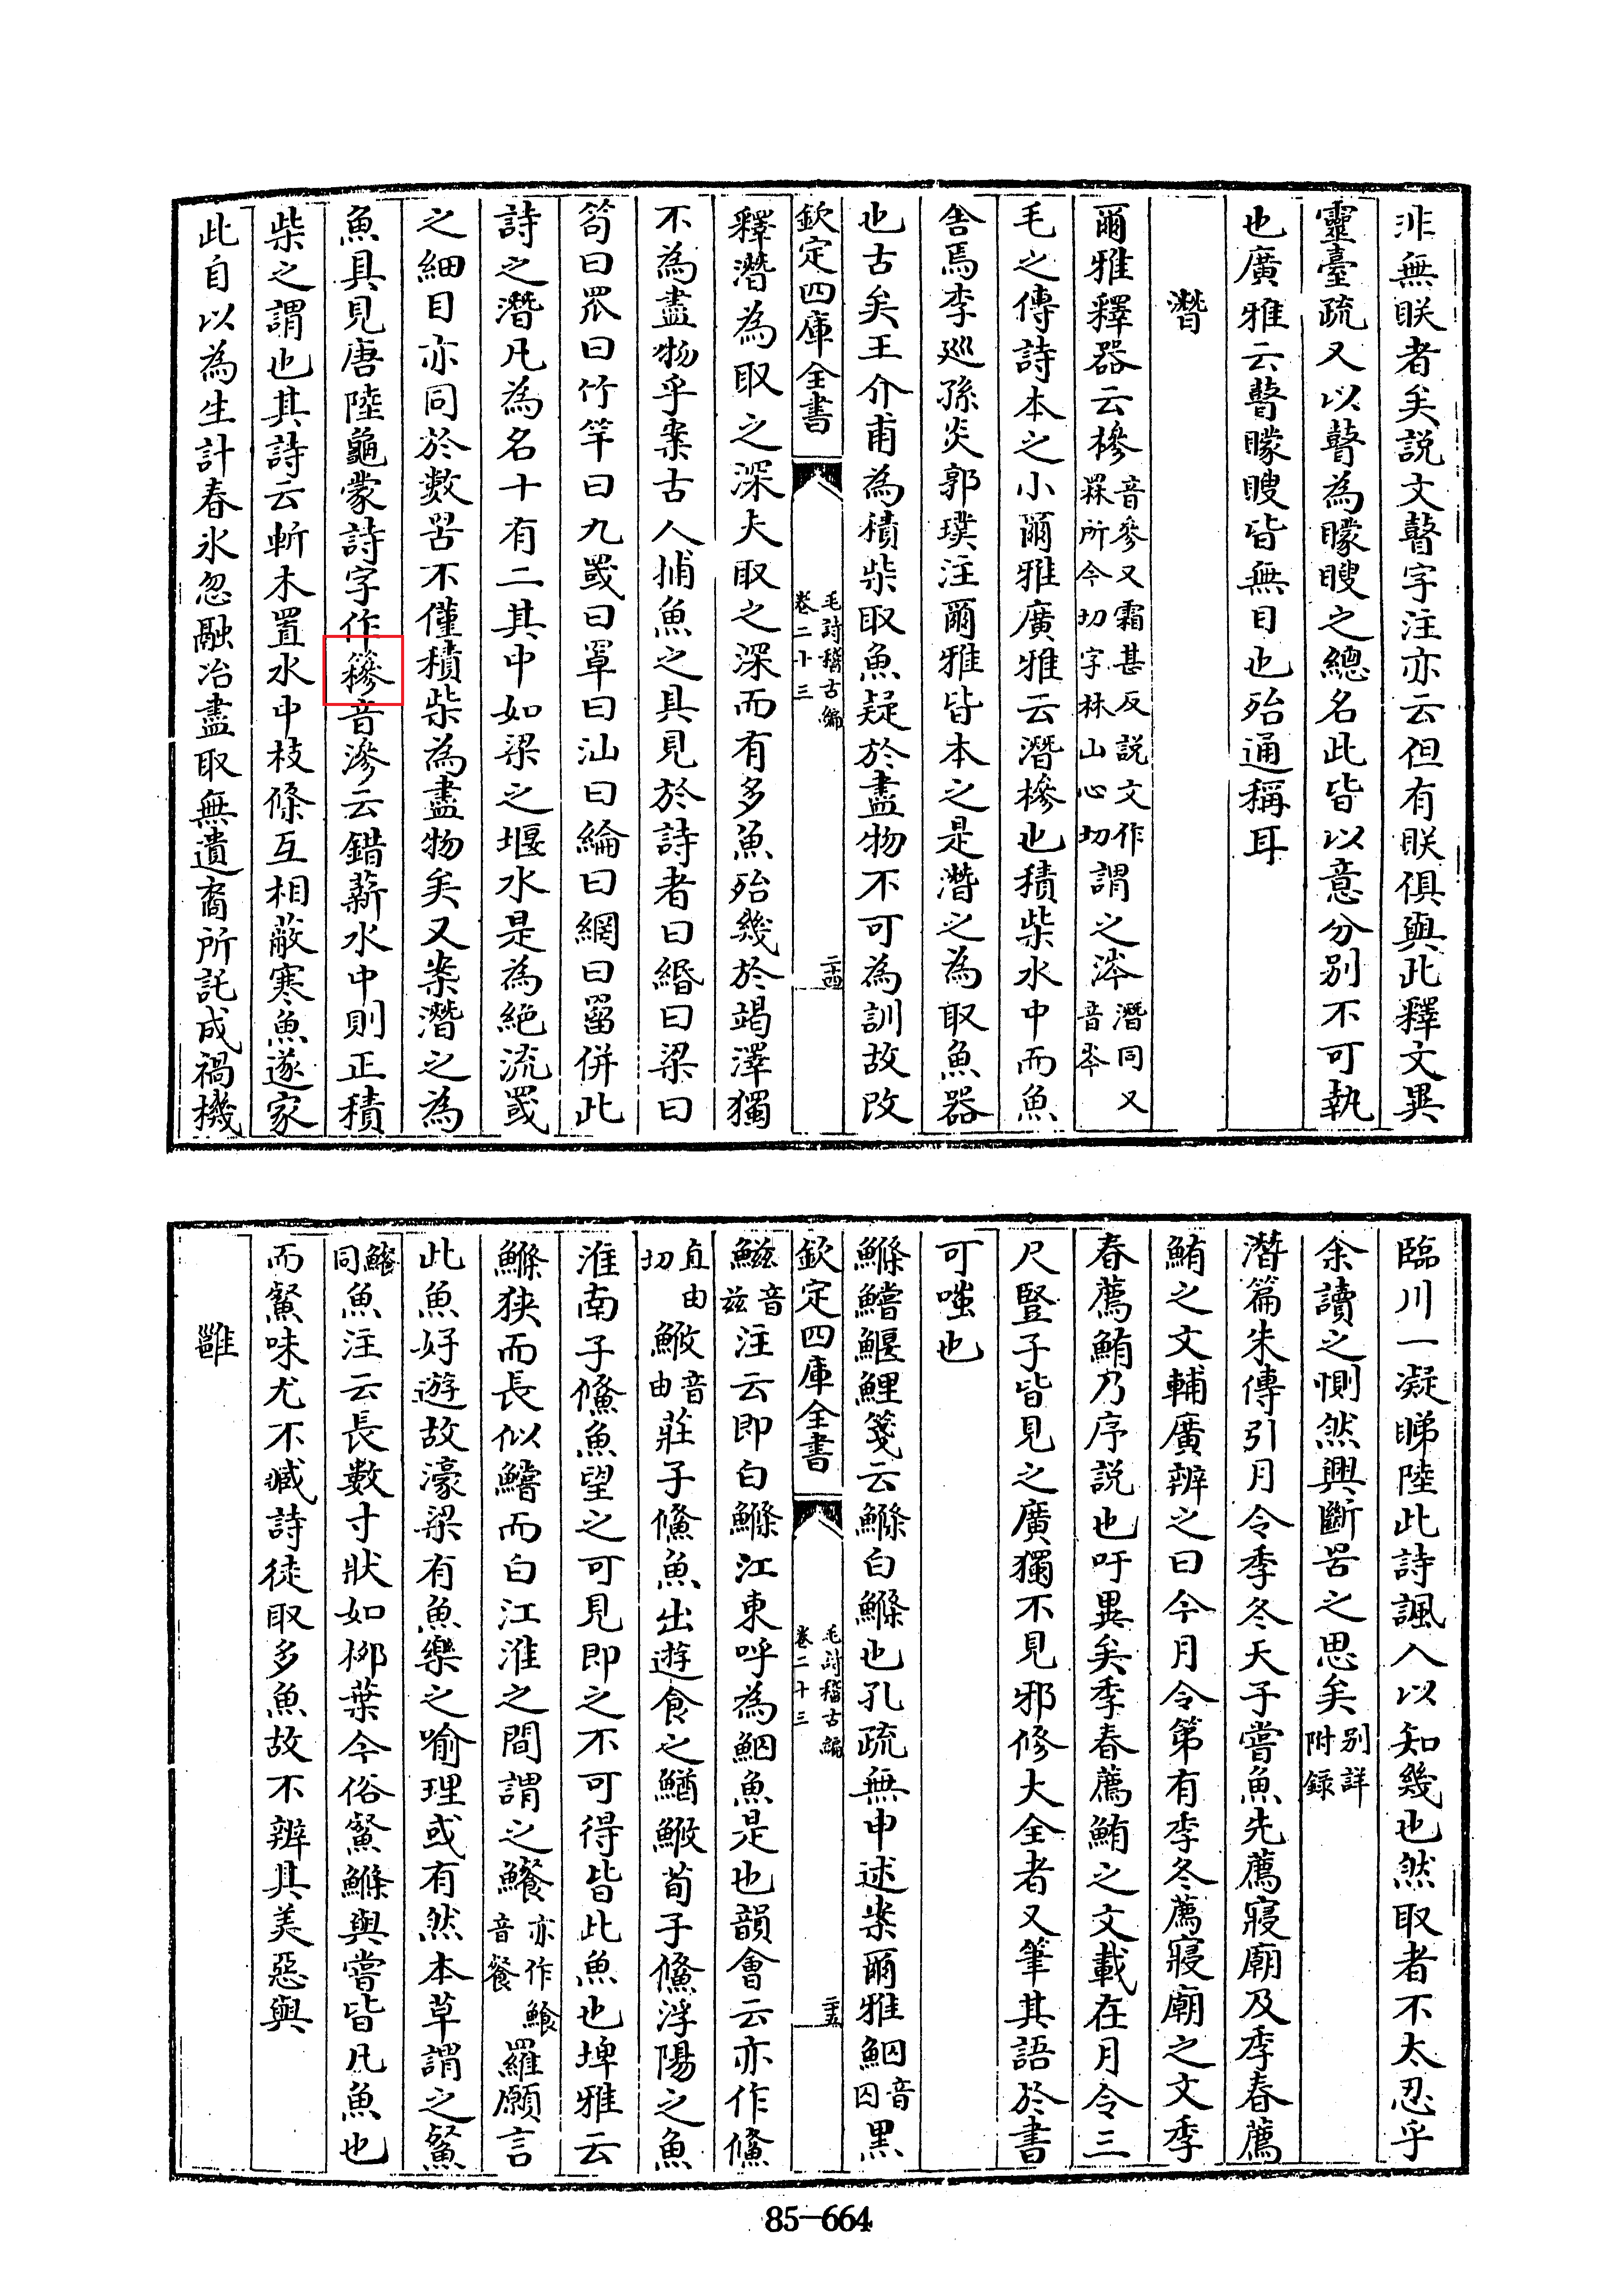 非無眹者矣説文瞽字注亦云但有眹俱與此釋文異
靈臺疏又以瞽為矇瞍之總名此皆以意分别不可執
也廣雅云瞽矇瞍皆無目也殆通稱耳
潛
爾雅釋器云椮音參又霜甚反説文作罧所今切字林山心切謂之涔潛同又音岑
毛之傳詩本之小爾雅廣雅云潛椮也積柴水中而魚
舍焉李廵孫炎郭璞注爾雅皆本之是潛之為取魚器
也古矣王介甫為積柴取魚疑於盡物不可為訓故改
欽定四庫全書
毛詩稽古編
卷二十三
二十四
釋潛為取之深夫取之深而有多魚殆幾於竭澤獨
不為盡物乎案古人捕魚之具見於詩者曰緡曰梁曰
笱曰罛曰竹竿曰九罭曰罩曰汕曰綸曰網曰罶併此
詩之潛凡為名十有二其中如梁之堰水是為絶流罭
之細目亦同於數罟不僅積柴為盡物矣又案潛之為
魚具見唐陸龜蒙詩字作音滲云錯薪水中則正積
柴之謂也其詩云斬木置水中枝條互相蔽寒魚遂家
此自以為生計春氷忽融冶盡取無遺裔所託成禍機
臨川一凝睇陸此詩諷入以知幾也然取者不太忍乎
余讀之惻然興斷罟之思矣别詳附録
潛篇朱傳引月令季冬天子嘗魚先薦寢廟及季春薦
鮪之文輔廣辨之曰今月令第有季冬薦寢廟之文季
春薦鮪乃序説也吁異矣季春薦鮪之文載在月令三
尺豎子皆見之廣獨不見邪修大全者又筆其語於書
可嗤也
鰷鱨鰋鯉箋云鰷白鰷也孔疏無申述案爾雅鮂音囚黒
欽定四庫全書
毛詩稽古編
卷二十三
二十五
鰦音兹注云即白鰷江東呼為鮂魚是也韻會云亦作鯈
直由切鮍音由莊子鯈魚出遊食之鰌鮍荀子鯈浮陽之魚
淮南子鯈魚望之可見即之不可得皆此魚也埤雅云
鰷狹而長似鱨而白江淮之間謂之䱗亦作鱌音餐羅願言
此魚好遊故濠梁有魚樂之喻理或有然本草謂之鮤
同䱗魚注云長數寸狀如柳葉今俗鮤鰷與嘗皆凡魚也
而鮤味尤不臧詩徒取多魚故不辨其美惡與
雝
85-664